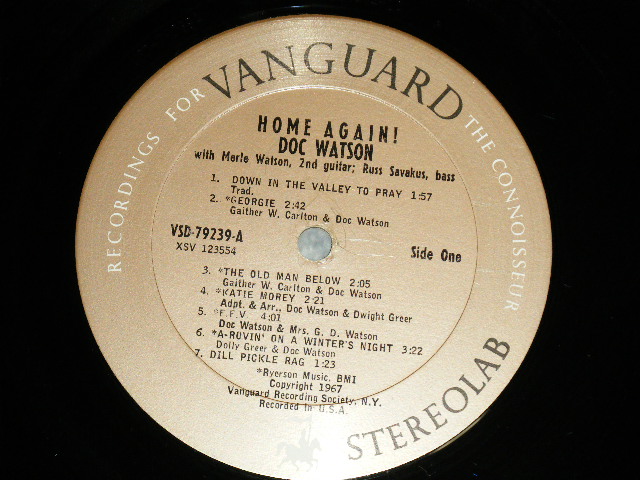 RECORDINGS FOR VANGUARD THE CONNOISSEUR
HOME AGAIN!
DOC WATSON
with Merle Watson, 2nd guitar; Russ Savakus, bass
1. DOWN IN THE VALLEY TO PRAY 1:57
Trad.
2. *GEORGIE 2:42
Gaither W. Carlton & Doc Watson
VSD-79239-A
XSV 123554
Side One
3. *THE OLD MAN BELOW 2:05
Gaither W. Carlton & Doc Watson
4. *KATIE MOREY 2:21
Adpt. & Arr., Doc Watson & Dwight Greer
5. *F.F.V. 4:01
Doc Watson & Mrs. G. D. Watson
6. *A-ROVIN' ON A WINTER'S NIGHT 3:22
Dolly Greer & Doc Watson
7. DILL PICKLE RAG 1:23
*Ryerson Music, BMI
Copyright 1967
Vanguard Recording Society, N.Y.
Recorded in U.S.A.
STEREOLAB